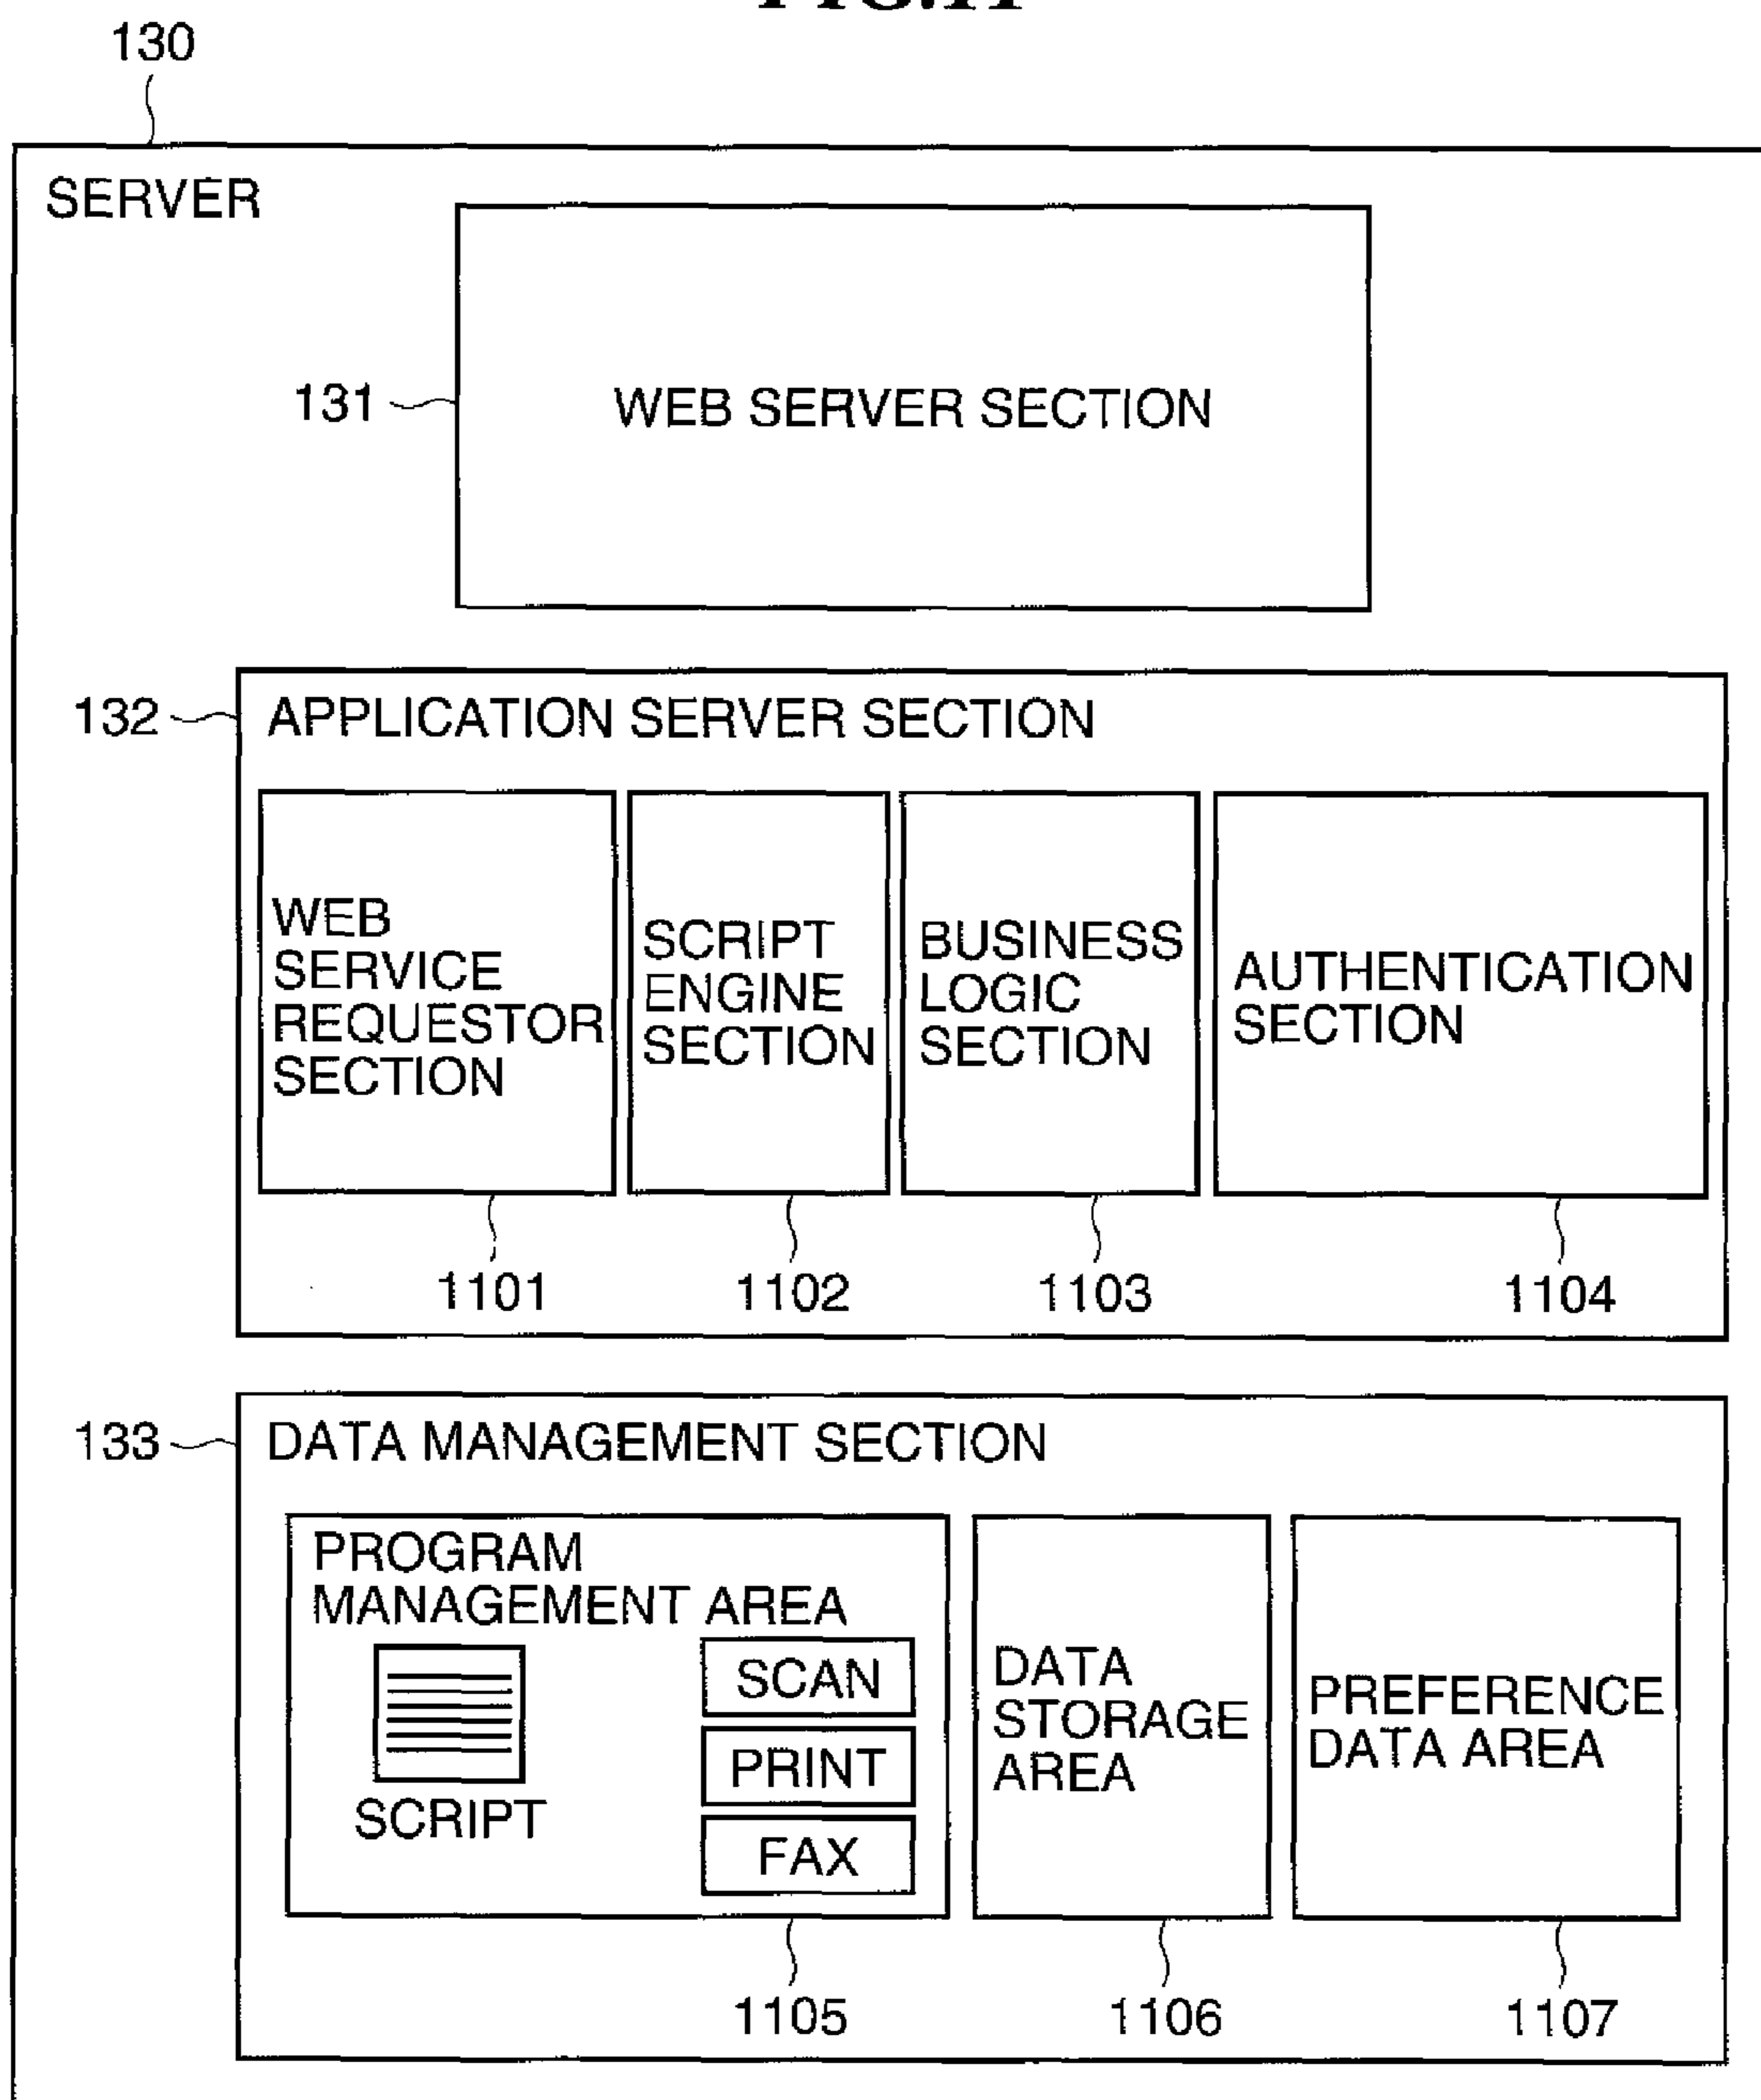 130
SERVER
131
WEB SERVER SECTION
132
APPLICATION SERVER SECTION
WEB
SERVICE
REQUESTOR
SECTION
SCRIPT
ENGINE
SECTION
BUSINESS
LOGIC
SECTION
AUTHENTICATION
SECTION
1101
1102
1103
1104
133
DATA MANAGEMENT SECTION
PROGRAM
MANAGEMENT AREA
SCRIPT
SCAN
PRINT
FAX
DATA
STORAGE
AREA
PREFERENCE
DATA AREA
1105
1106
1107